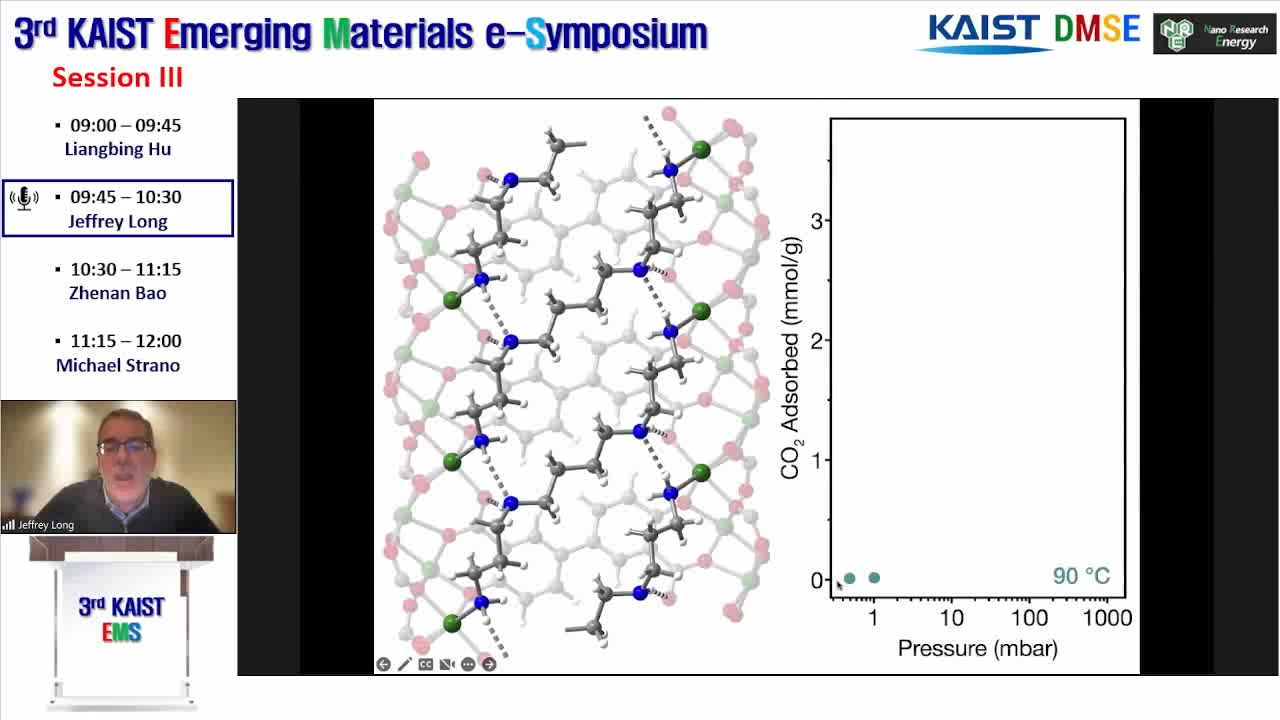 3rd KAIST Emerging Materials e-Symposium
KAIST DMSE
NRE Nano Research Energy
Session III
▪ 09:00 – 09:45
Liangbing Hu
▪ 09:45 – 10:30
Jeffrey Long
▪ 10:30 – 11:15
Zhenan Bao
▪ 11:15 – 12:00
Michael Strano
Jeffrey Long
3rd KAIST
EMS
CO2 Adsorbed (mmol/g)
3
2
1
0
90 °C
1 10 100 1000
Pressure (mbar)
CC